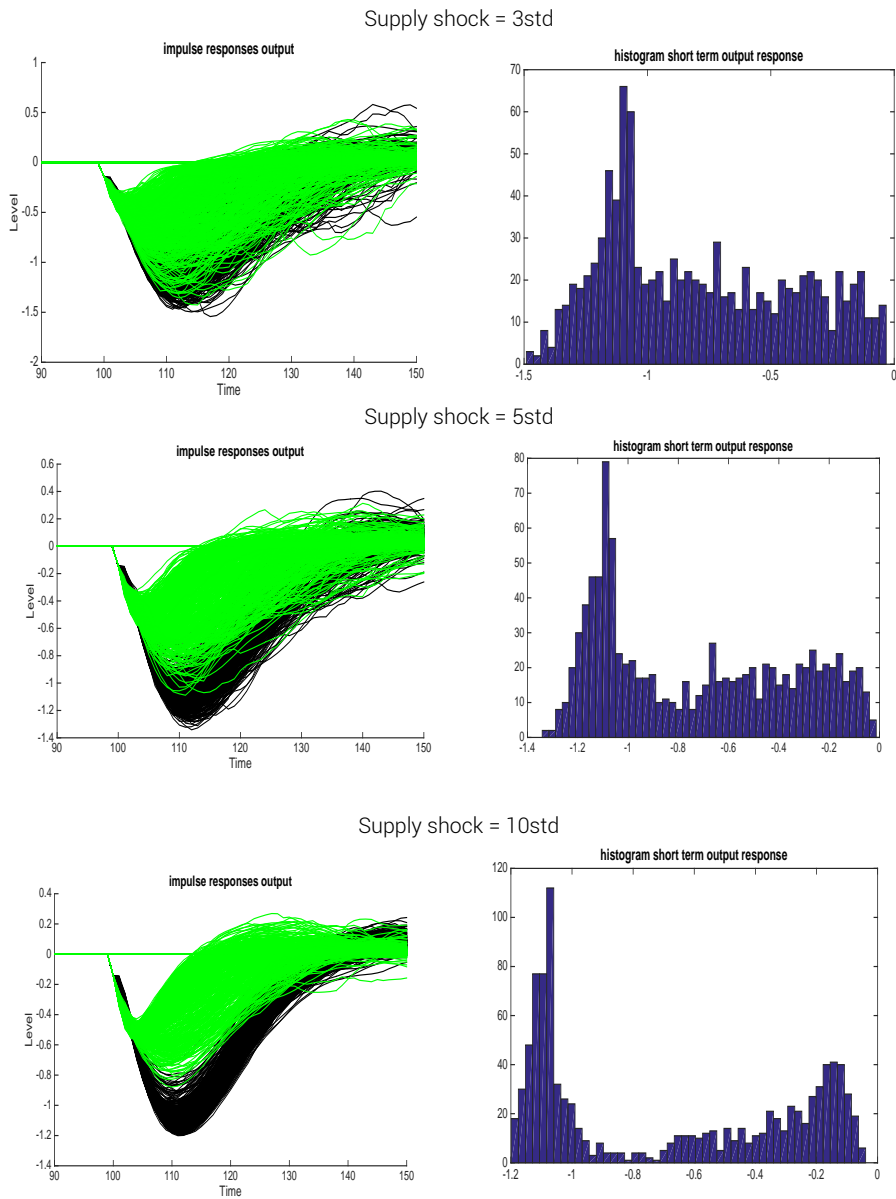 Supply shock = 3std
impulse responses output
1
0.5
0
-0.5
-1
-1.5
-2
90 100 110 120 130 140 150
Level
Time
histogram short term output response
70
60
50
40
30
20
10
0
-1.5 -1 -0.5 0
Supply shock = 5std
impulse responses output
0.6
0.4
0.2
0
-0.2
-0.4
-0.6
-0.8
-1
-1.2
-1.4
90 100 110 120 130 140 150
Level
Time
histogram short term output response
80
70
60
50
40
30
20
10
0
-1.4 -1.2 -1 -0.8 -0.6 -0.4 -0.2 0
Supply shock = 10std
impulse responses output
0.4
0.2
0
-0.2
-0.4
-0.6
-0.8
-1
-1.2
-1.4
90 100 110 120 130 140 150
Level
Time
histogram short term output response
120
100
80
60
40
20
0
-1.2 -1 -0.8 -0.6 -0.4 -0.2 0